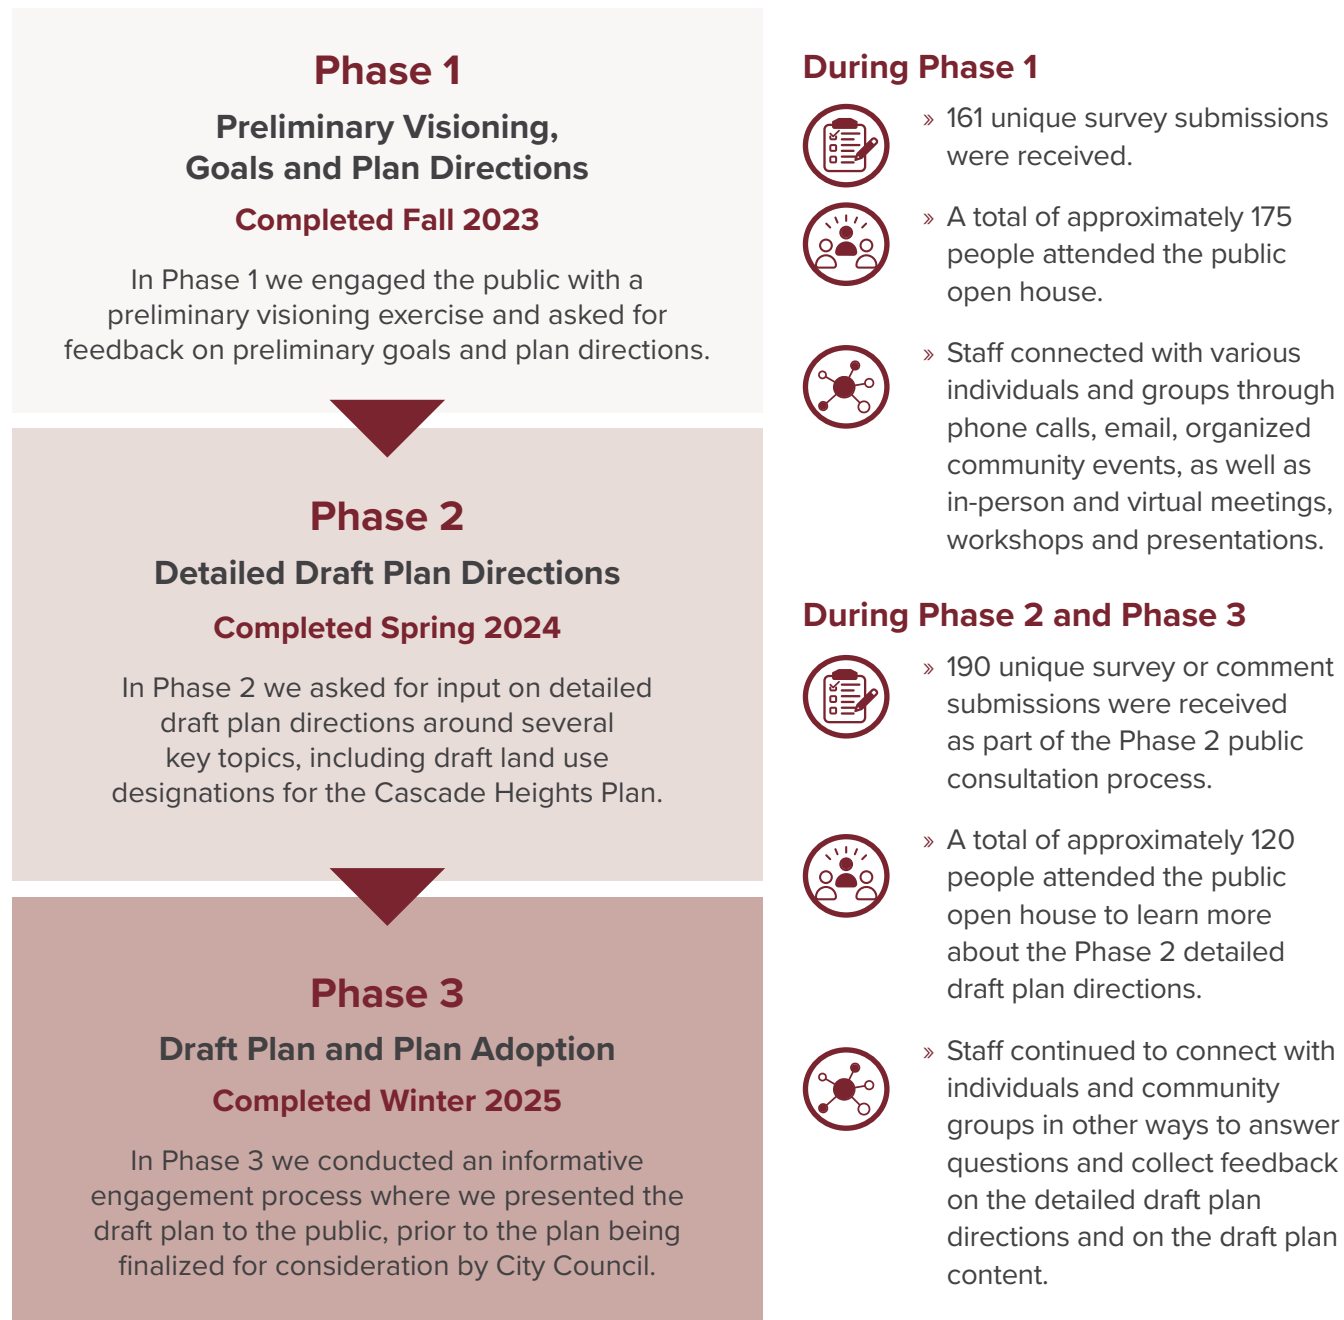 Phase 1
Preliminary Visioning,
Goals and Plan Directions
Completed Fall 2023
In Phase 1 we engaged the public with a
preliminary visioning exercise and asked for
feedback on preliminary goals and plan directions.
Phase 2
Detailed Draft Plan Directions
Completed Spring 2024
In Phase 2 we asked for input on detailed
draft plan directions around several
key topics, including draft land use
designations for the Cascade Heights Plan.
Phase 3
Draft Plan and Plan Adoption
Completed Winter 2025
In Phase 3 we conducted an informative
engagement process where we presented the
draft plan to the public, prior to the plan being
finalized for consideration by City Council.
During Phase 1
» 161 unique survey submissions
were received.
» A total of approximately 175
people attended the public
open house.
» Staff connected with various
individuals and groups through
phone calls, email, organized
community events, as well as
in-person and virtual meetings,
workshops and presentations.
During Phase 2 and Phase 3
» 190 unique survey or comment
submissions were received
as part of the Phase 2 public
consultation process.
» A total of approximately 120
people attended the public
open house to learn more
about the Phase 2 detailed
draft plan directions.
» Staff continued to connect with
individuals and community
groups in other ways to answer
questions and collect feedback
on the detailed draft plan
directions and on the draft plan
content.